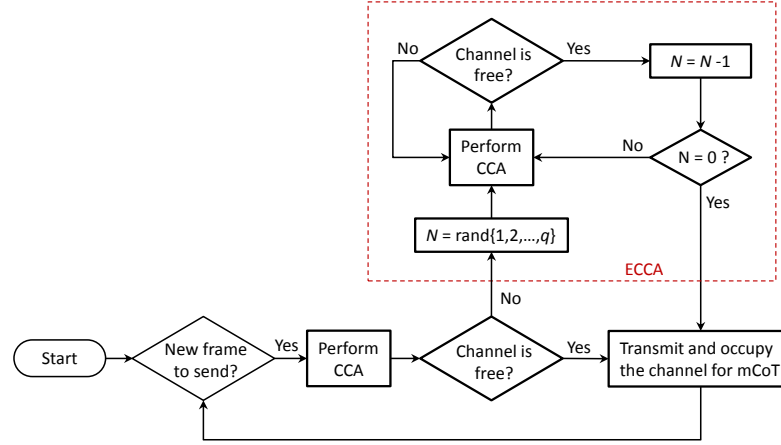 No
Channel is
free?
Yes
N = N -1
Perform
CCA
No
N = 0 ?
Yes
N = rand{1,2,...,q}
ECCA
No
Start
New frame
to send?
Yes
Perform
CCA
Channel is
free?
Yes
Transmit and occupy
the channel for mCoT